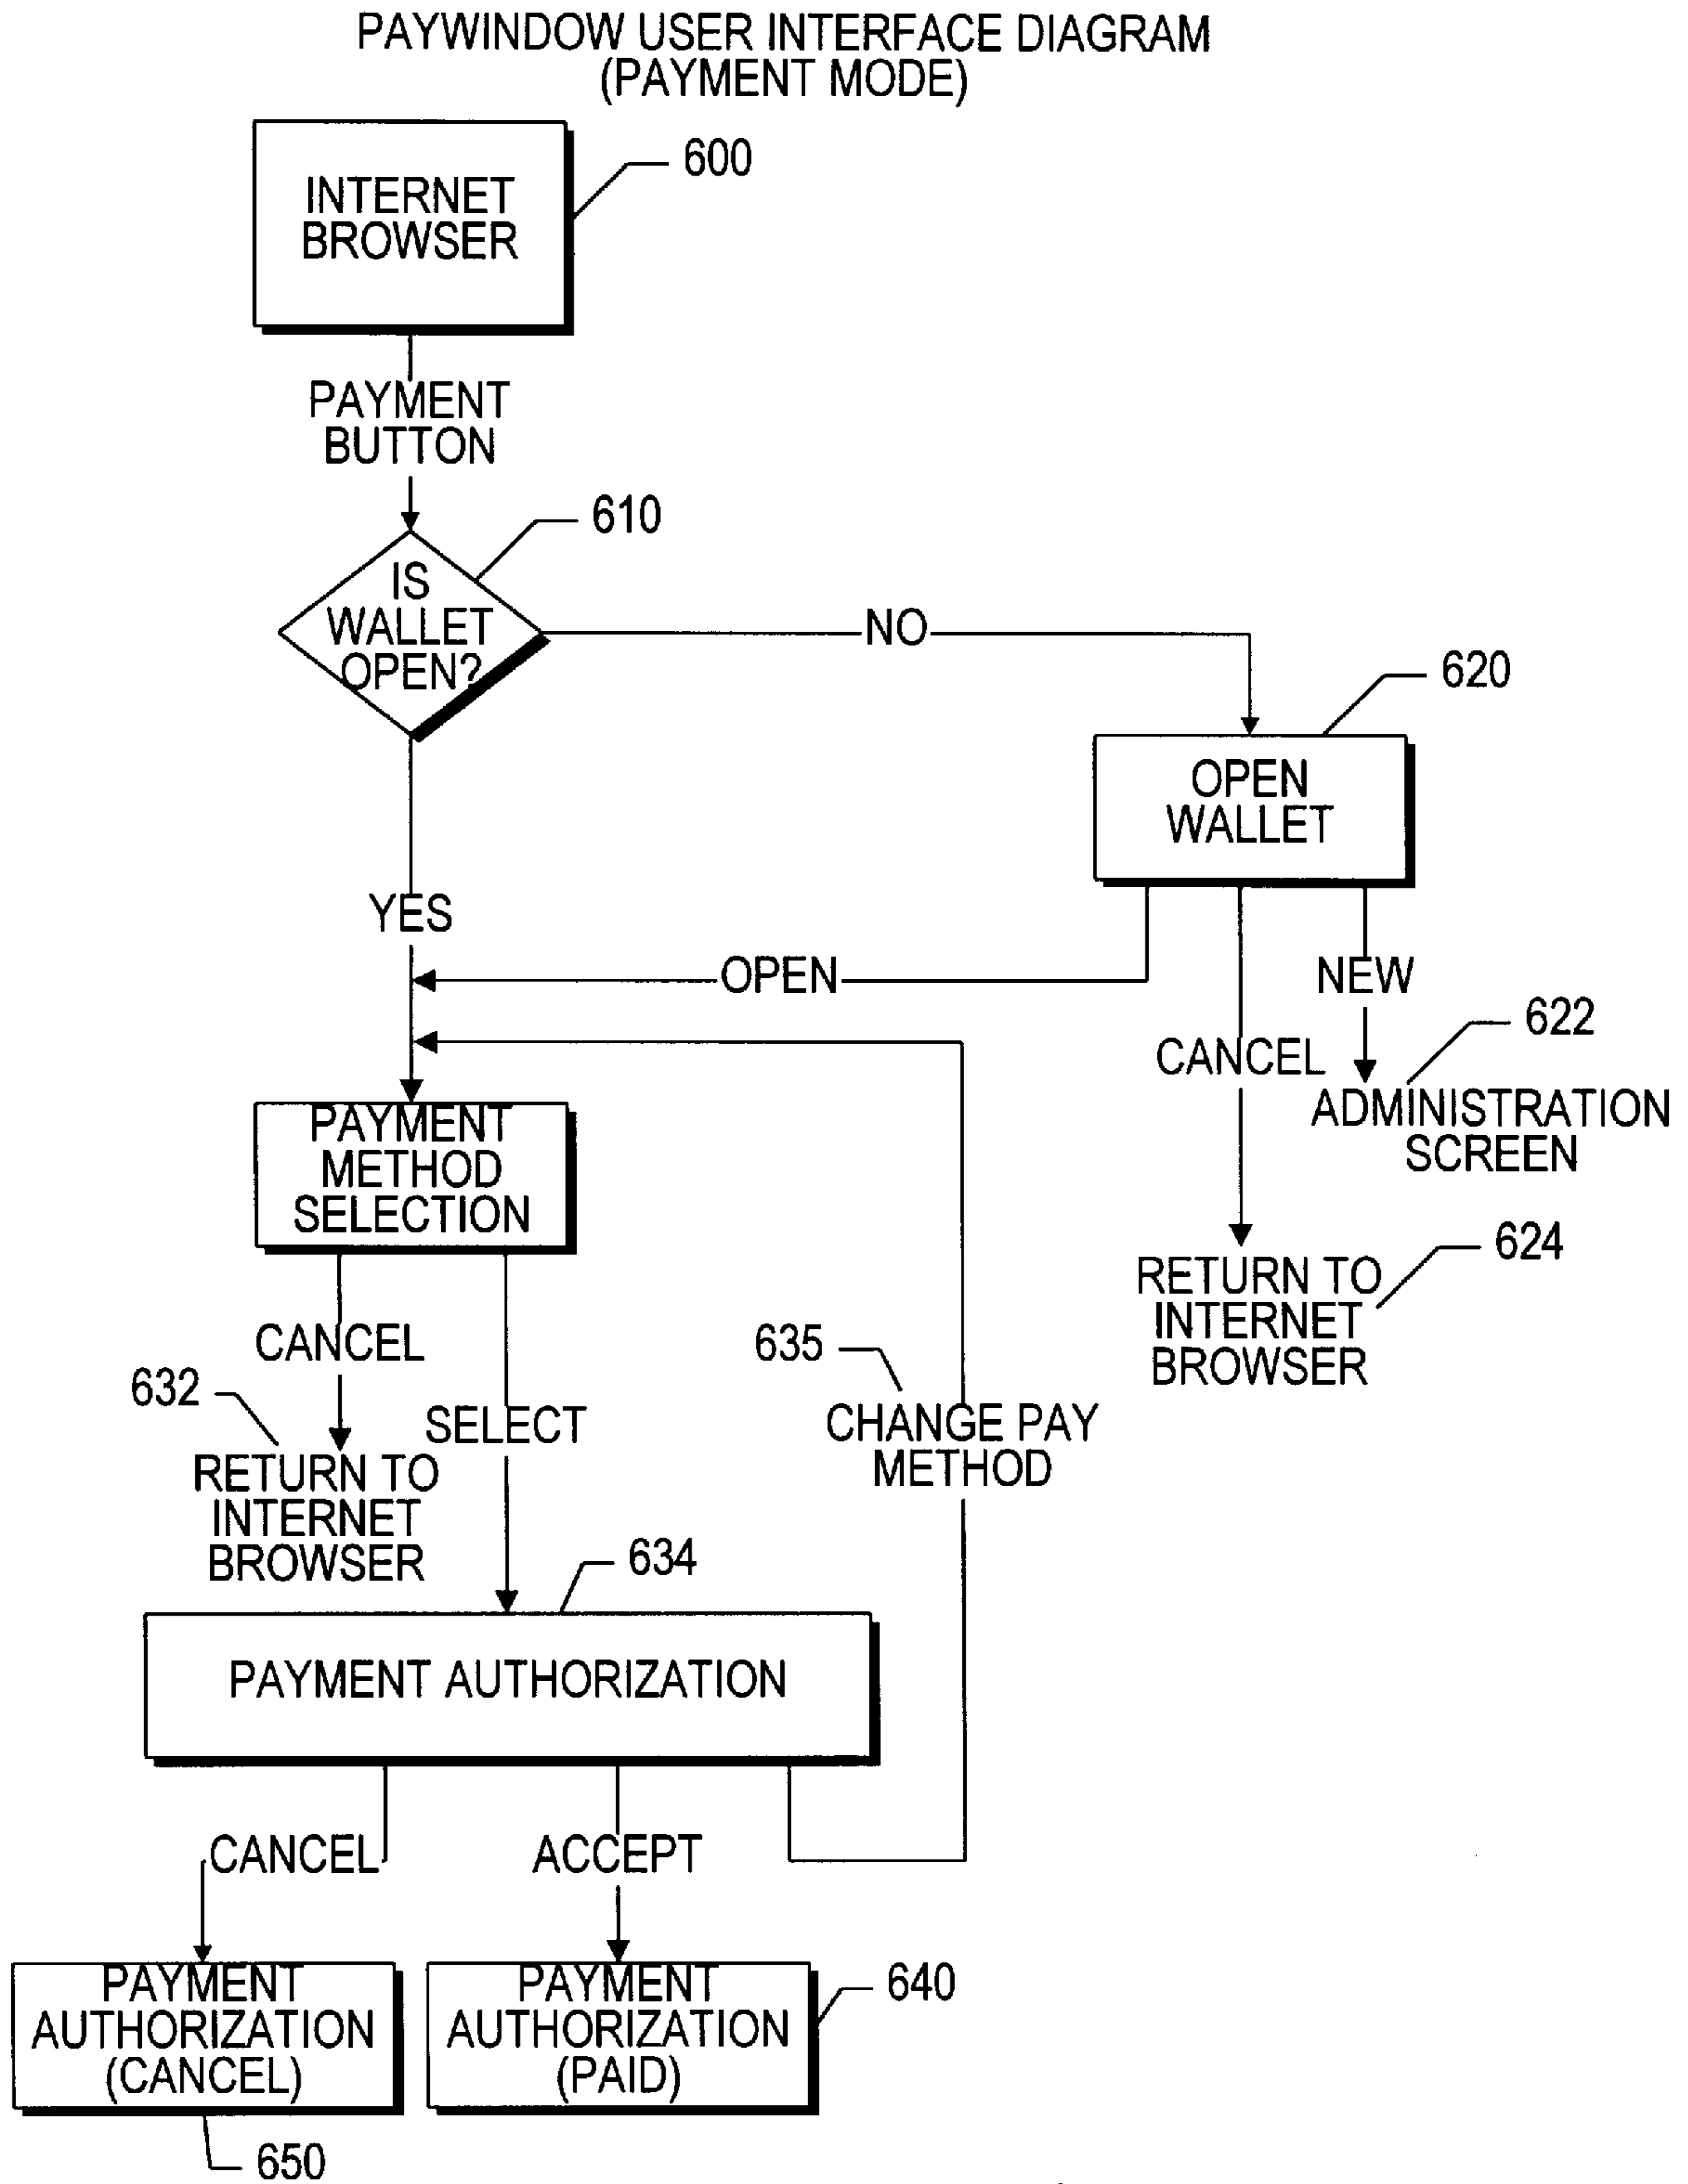 PAYWINDOW USER INTERFACE DIAGRAM
(PAYMENT MODE)
INTERNET
BROWSER
600
PAYMENT
BUTTON
610
IS
WALLET
OPEN?
NO
620
OPEN
WALLET
YES
OPEN
NEW
622
CANCEL
ADMINISTRATION
SCREEN
PAYMENT
METHOD
SELECTION
624
RETURN TO
INTERNET
BROWSER
CANCEL
635
632
SELECT
CHANGE PAY
METHOD
RETURN TO
INTERNET
BROWSER
634
PAYMENT AUTHORIZATION
CANCEL
ACCEPT
PAYMENT
AUTHORIZATION
(CANCEL)
PAYMENT
AUTHORIZATION
(PAID)
640
650